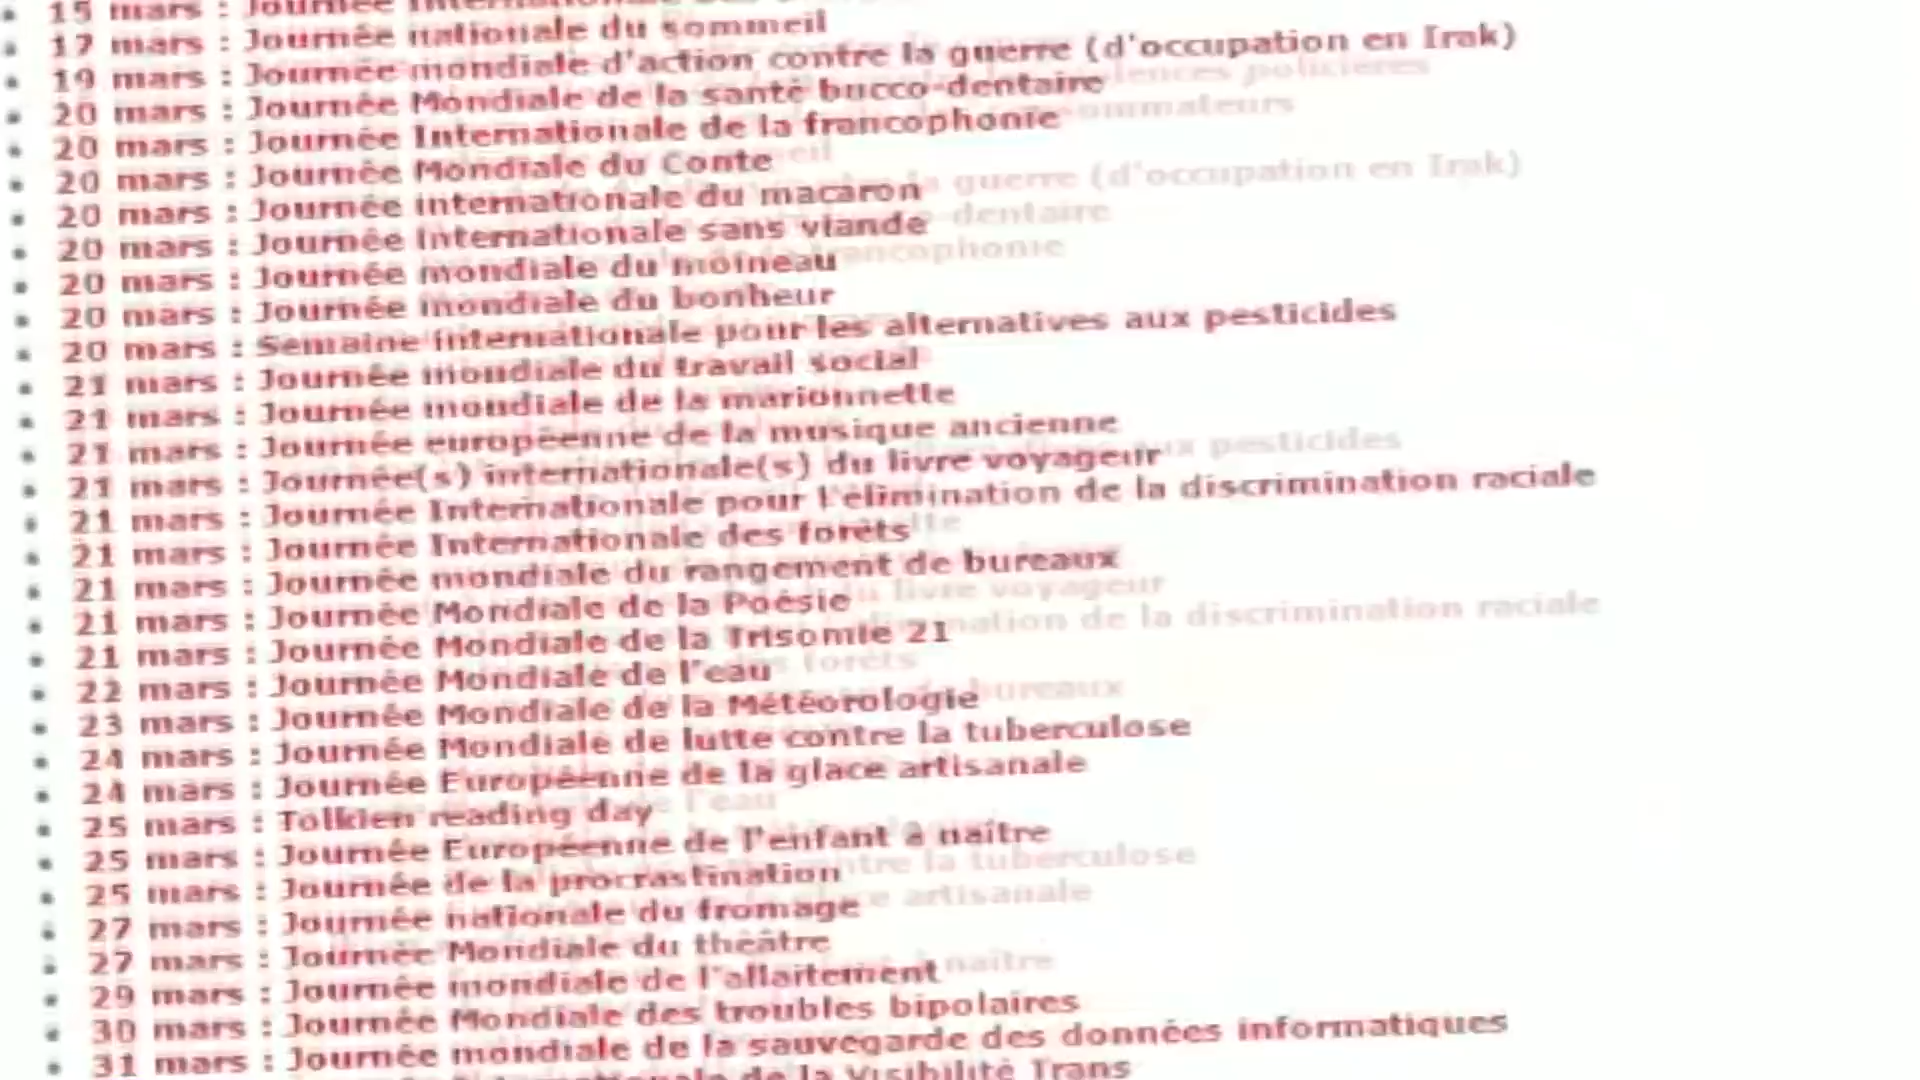 15 mars : Journée Internationale
17 mars : Journée nationale du sommeil
19 mars : Journée mondiale d'action contre la guerre (d'occupation en Irak)
20 mars : Journée Mondiale de la santé bucco-dentaire
20 mars : Journée Internationale de la francophonie
20 mars : Journée Mondiale du Conte
20 mars : Journée internationale du macaron
20 mars : Journée Internationale sans viande
20 mars : Journée mondiale du moineau
20 mars : Journée mondiale du bonheur
20 mars : Semaine internationale pour les alternatives aux pesticides
21 mars : Journée mondiale du travail social
21 mars : Journée mondiale de la marionnette
21 mars : Journée européenne de la musique ancienne
21 mars : Journée(s) internationale(s) du livre voyageur
21 mars : Journée Internationale pour l'élimination de la discrimination raciale
21 mars : Journée Internationale des forêts
21 mars : Journée mondiale du rangement de bureaux
21 mars : Journée Mondiale de la Poésie
21 mars : Journée Mondiale de la Trisomie 21
22 mars : Journée Mondiale de l'eau
23 mars : Journée Mondiale de la Météorologie
24 mars : Journée Mondiale de lutte contre la tuberculose
24 mars : Journée Européenne de la glace artisanale
25 mars : Tolkien reading day
25 mars : Journée Européenne de l'enfant à naître
25 mars : Journée de la procrastination
27 mars : Journée nationale du fromage
27 mars : Journée Mondiale du théâtre
29 mars : Journée mondiale de l'allaitement
30 mars : Journée Mondiale des troubles bipolaires
31 mars : Journée mondiale de la sauvegarde des données informatiques
de la Visibilité Trans